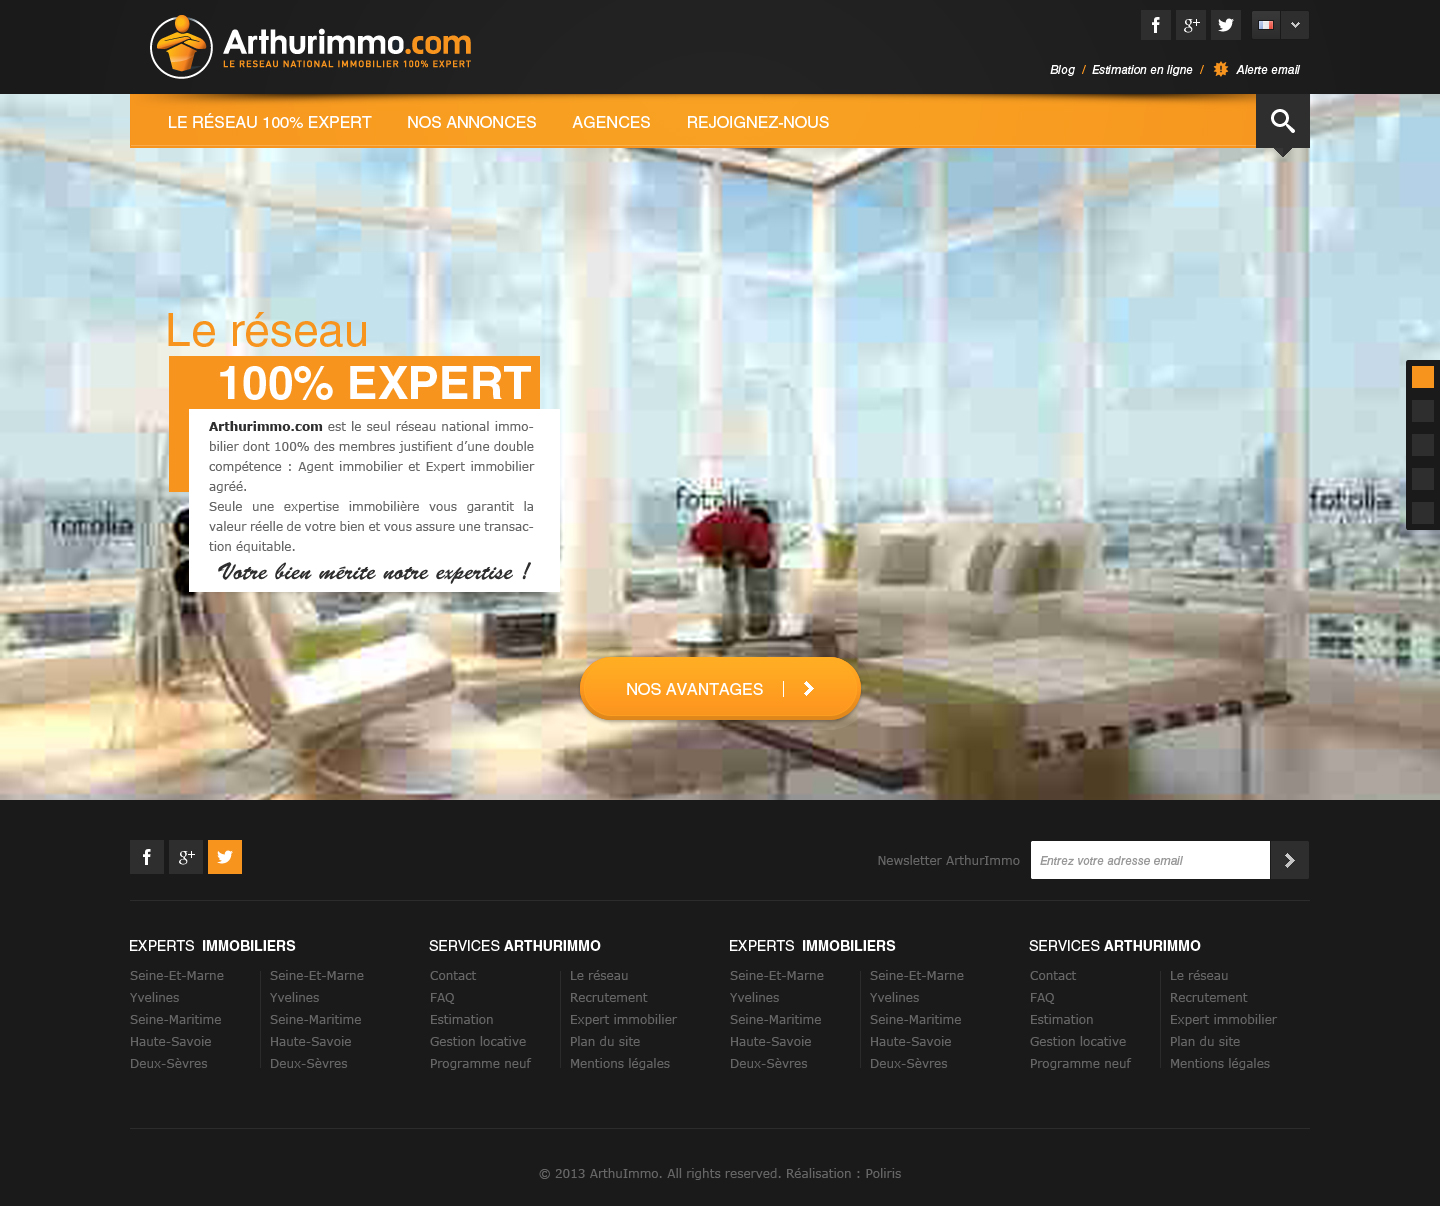 Arthurimmo.com
LE RESEAU NATIONAL IMMOBILIER 100% EXPERT
g+
Blog / Estimation en ligne / Alerte email
LE RÉSEAU 100% EXPERT NOS ANNONCES AGENCES REJOIGNEZ-NOUS
Le réseau
100% EXPERT
Arthurimmo.com est le seul réseau national immo-
bilier dont 100% des membres justifient d’une double
compétence : Agent immobilier et Expert immobilier
agréé.
Seule une expertise immobilière vous garantit la
valeur réelle de votre bien et vous assure une transac-
tion équitable.
Votre bien mérite notre expertise !
fotolia fotolia fotolia
NOS AVANTAGES
g+
Newsletter ArthurImmo Entrez votre adresse email
EXPERTS IMMOBILIERS SERVICES ARTHURIMMO EXPERTS IMMOBILIERS SERVICES ARTHURIMMO
Seine-Et-Marne Seine-Et-Marne Contact Le réseau Seine-Et-Marne Seine-Et-Marne Contact Le réseau
Yvelines Yvelines FAQ Recrutement Yvelines Yvelines FAQ Recrutement
Seine-Maritime Seine-Maritime Estimation Expert immobilier Seine-Maritime Seine-Maritime Estimation Expert immobilier
Haute-Savoie Haute-Savoie Gestion locative Plan du site Haute-Savoie Haute-Savoie Gestion locative Plan du site
Deux-Sèvres Deux-Sèvres Programme neuf Mentions légales Deux-Sèvres Deux-Sèvres Programme neuf Mentions légales
© 2013 ArthuImmo. All rights reserved. Réalisation : Poliris